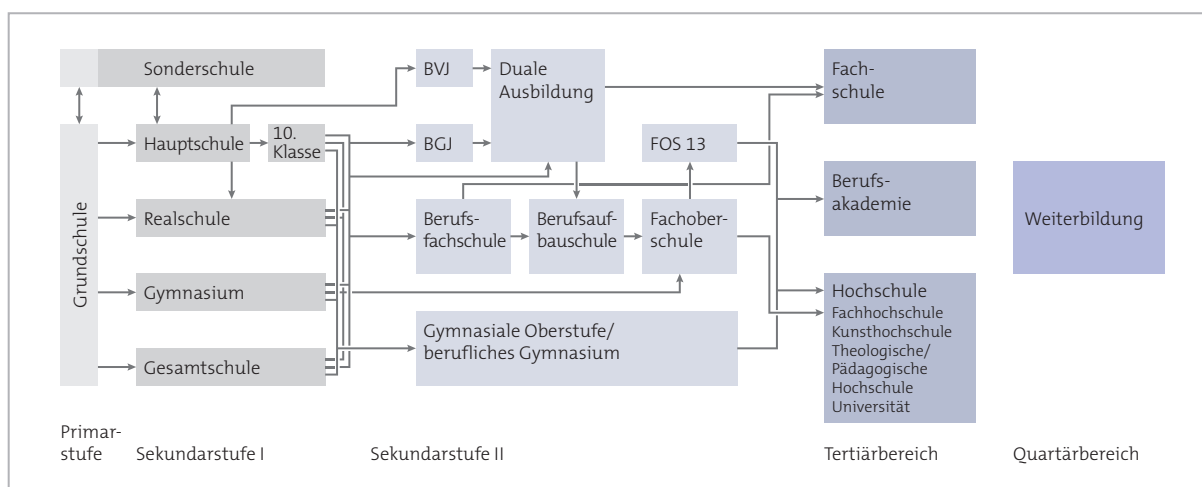 Sonderschule
BVJ
Duale
Ausbildung
Fach-
schule
Grundschule
Hauptschule
10.
Klasse
BGJ
FOS 13
Berufs-
akademie
Weiterbildung
Realschule
Berufs-
fachschule
Berufsauf-
bauschule
Fachober-
schule
Gymnasium
Hochschule
Fachhochschule
Kunsthochschule
Theologische/
Pädagogische
Hochschule
Universität
Gymnasiale Oberstufe/
berufliches Gymnasium
Gesamtschule
Primar-
stufe
Sekundarstufe I
Sekundarstufe II
Tertiärbereich
Quartärbereich